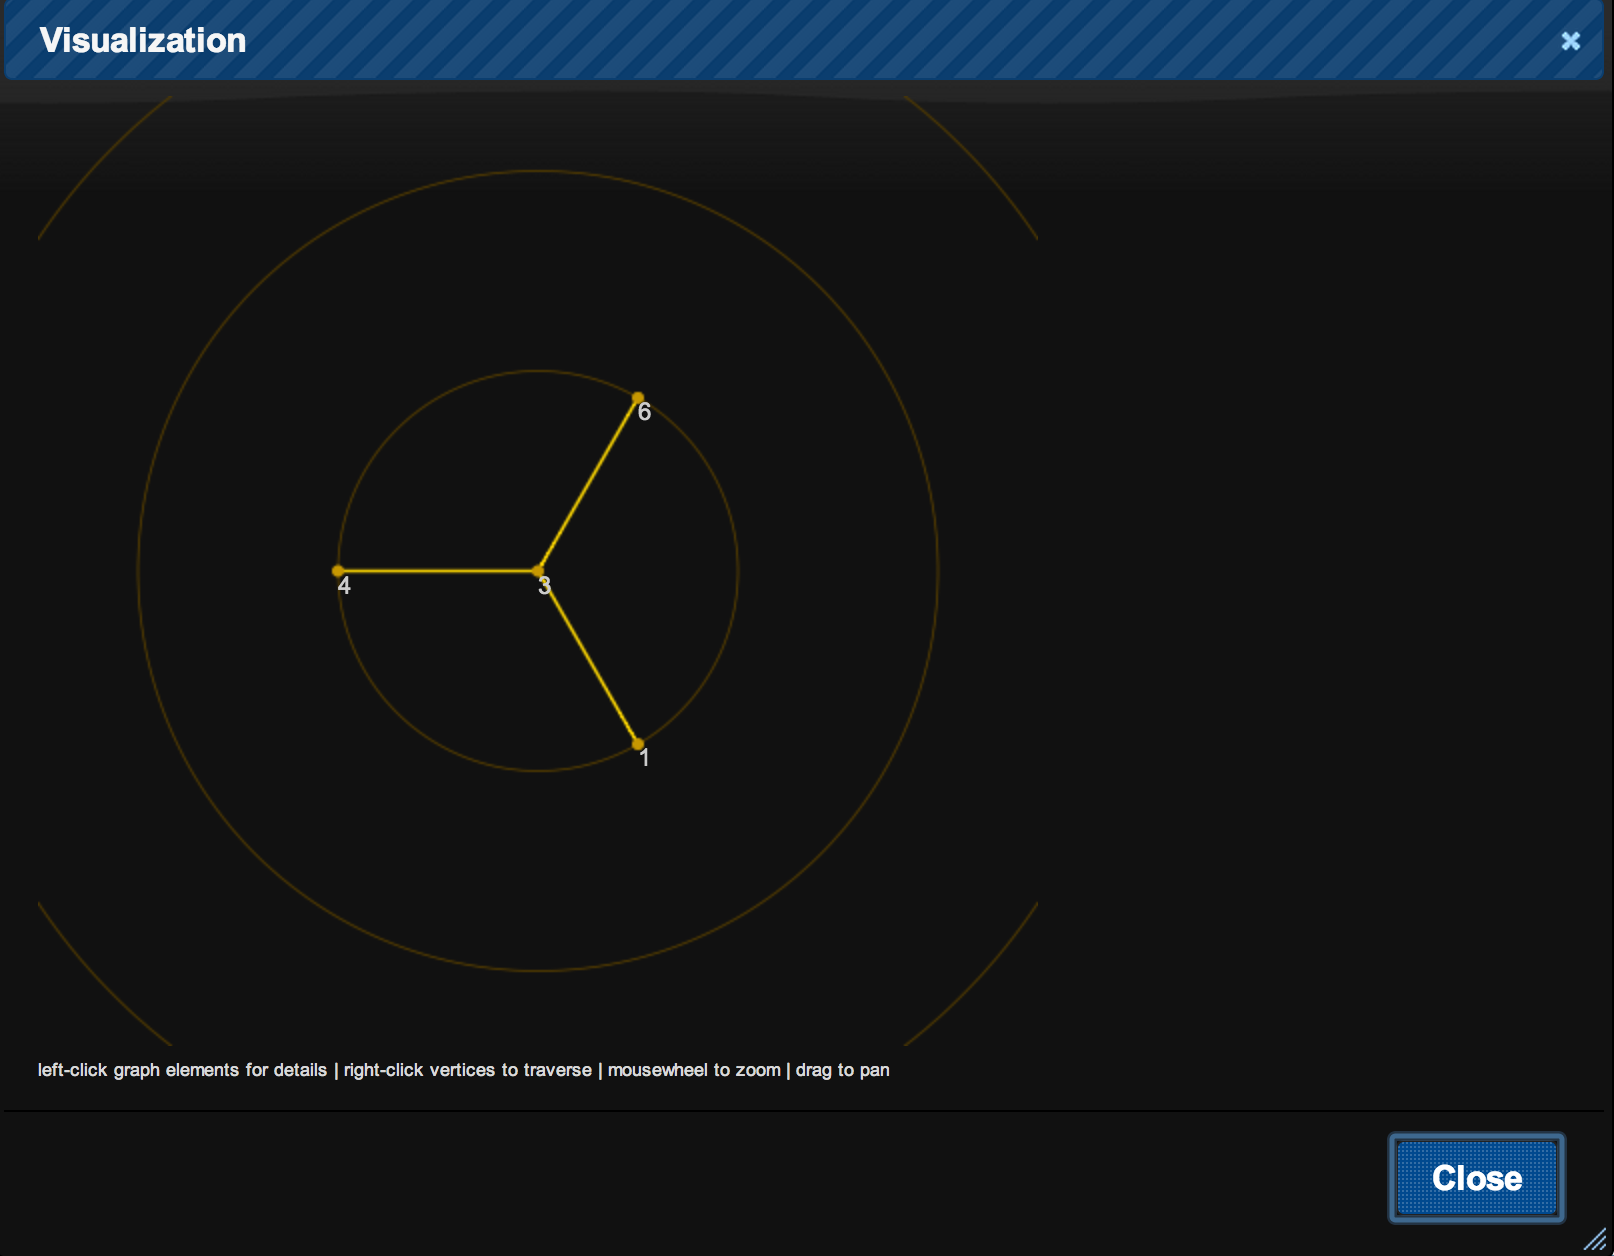 Visualization
6
4
3
1
left-click graph elements for details | right-click vertices to traverse | mousewheel to zoom | drag to pan
Close